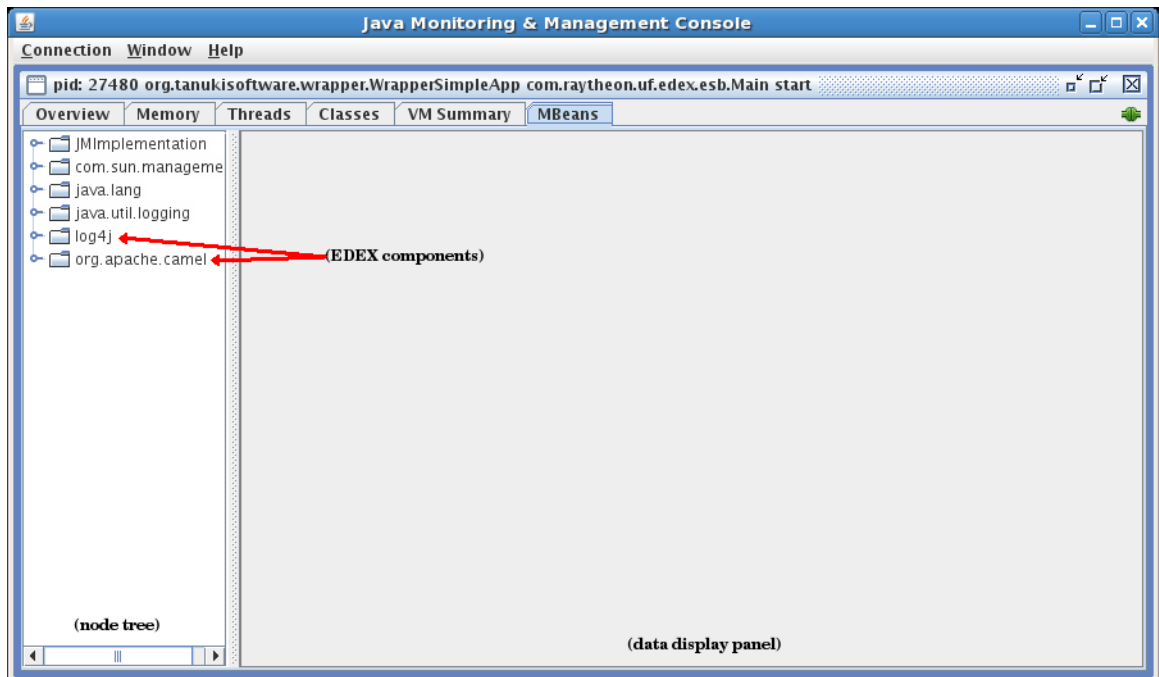 Java Monitoring & Management Console
Connection Window Help
pid: 27480 org.tanukisoftware.wrapper.WrapperSimpleApp com.raytheon.uf.edex.esb.Main start
Overview Memory Threads Classes VM Summary MBeans
JMImplementation
com.sun.manageme
java.lang
java.util.logging
log4j
org.apache.camel
(EDEX components)
(node tree)
(data display panel)